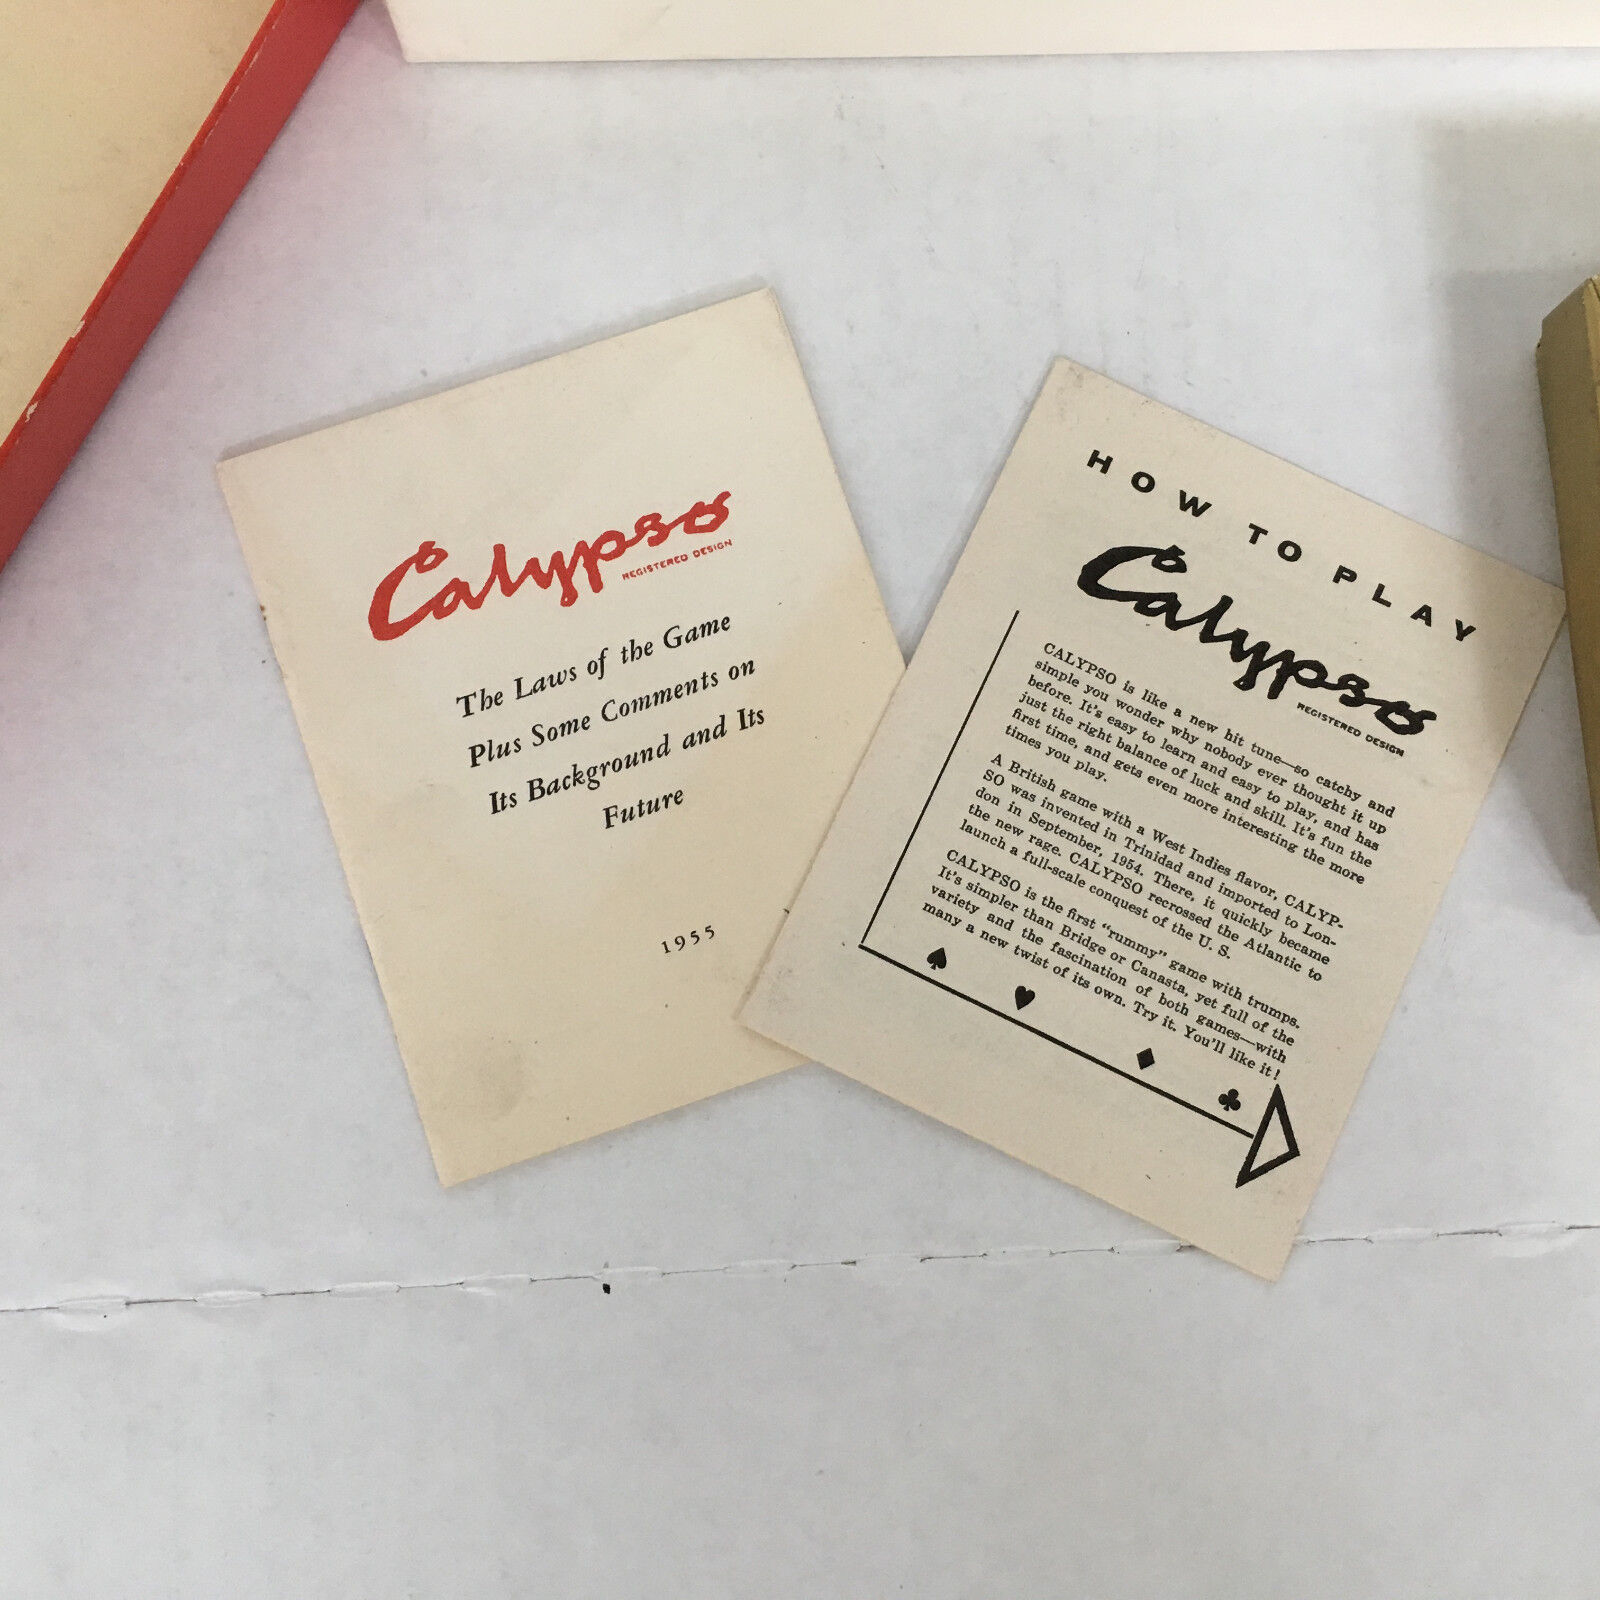 Calypso
REGISTERED DESIGN
The Laws of the Game
Plus Some Comments on
Its Background and Its
Future
1955
HOW TO PLAY
Calypso
REGISTERED DESIGN
CALYPSO is like a new hit tune—so catchy and
simple you wonder why nobody ever thought it up
before. It's easy to learn and easy to play, and has
just the right balance of luck and skill. It's fun the
first time, and gets even more interesting the more
times you play.
A British game with a West Indies flavor, CALYP-
SO was invented in Trinidad and imported to Lon-
don in September, 1954. There, it quickly became
the new rage. CALYPSO recrossed the Atlantic to
launch a full-scale conquest of the U. S.
CALYPSO is the first "rummy" game with trumps.
It's simpler than Bridge or Canasta, yet full of the
variety and the fascination of both games—with
many a new twist of its own. Try it. You'll like it!